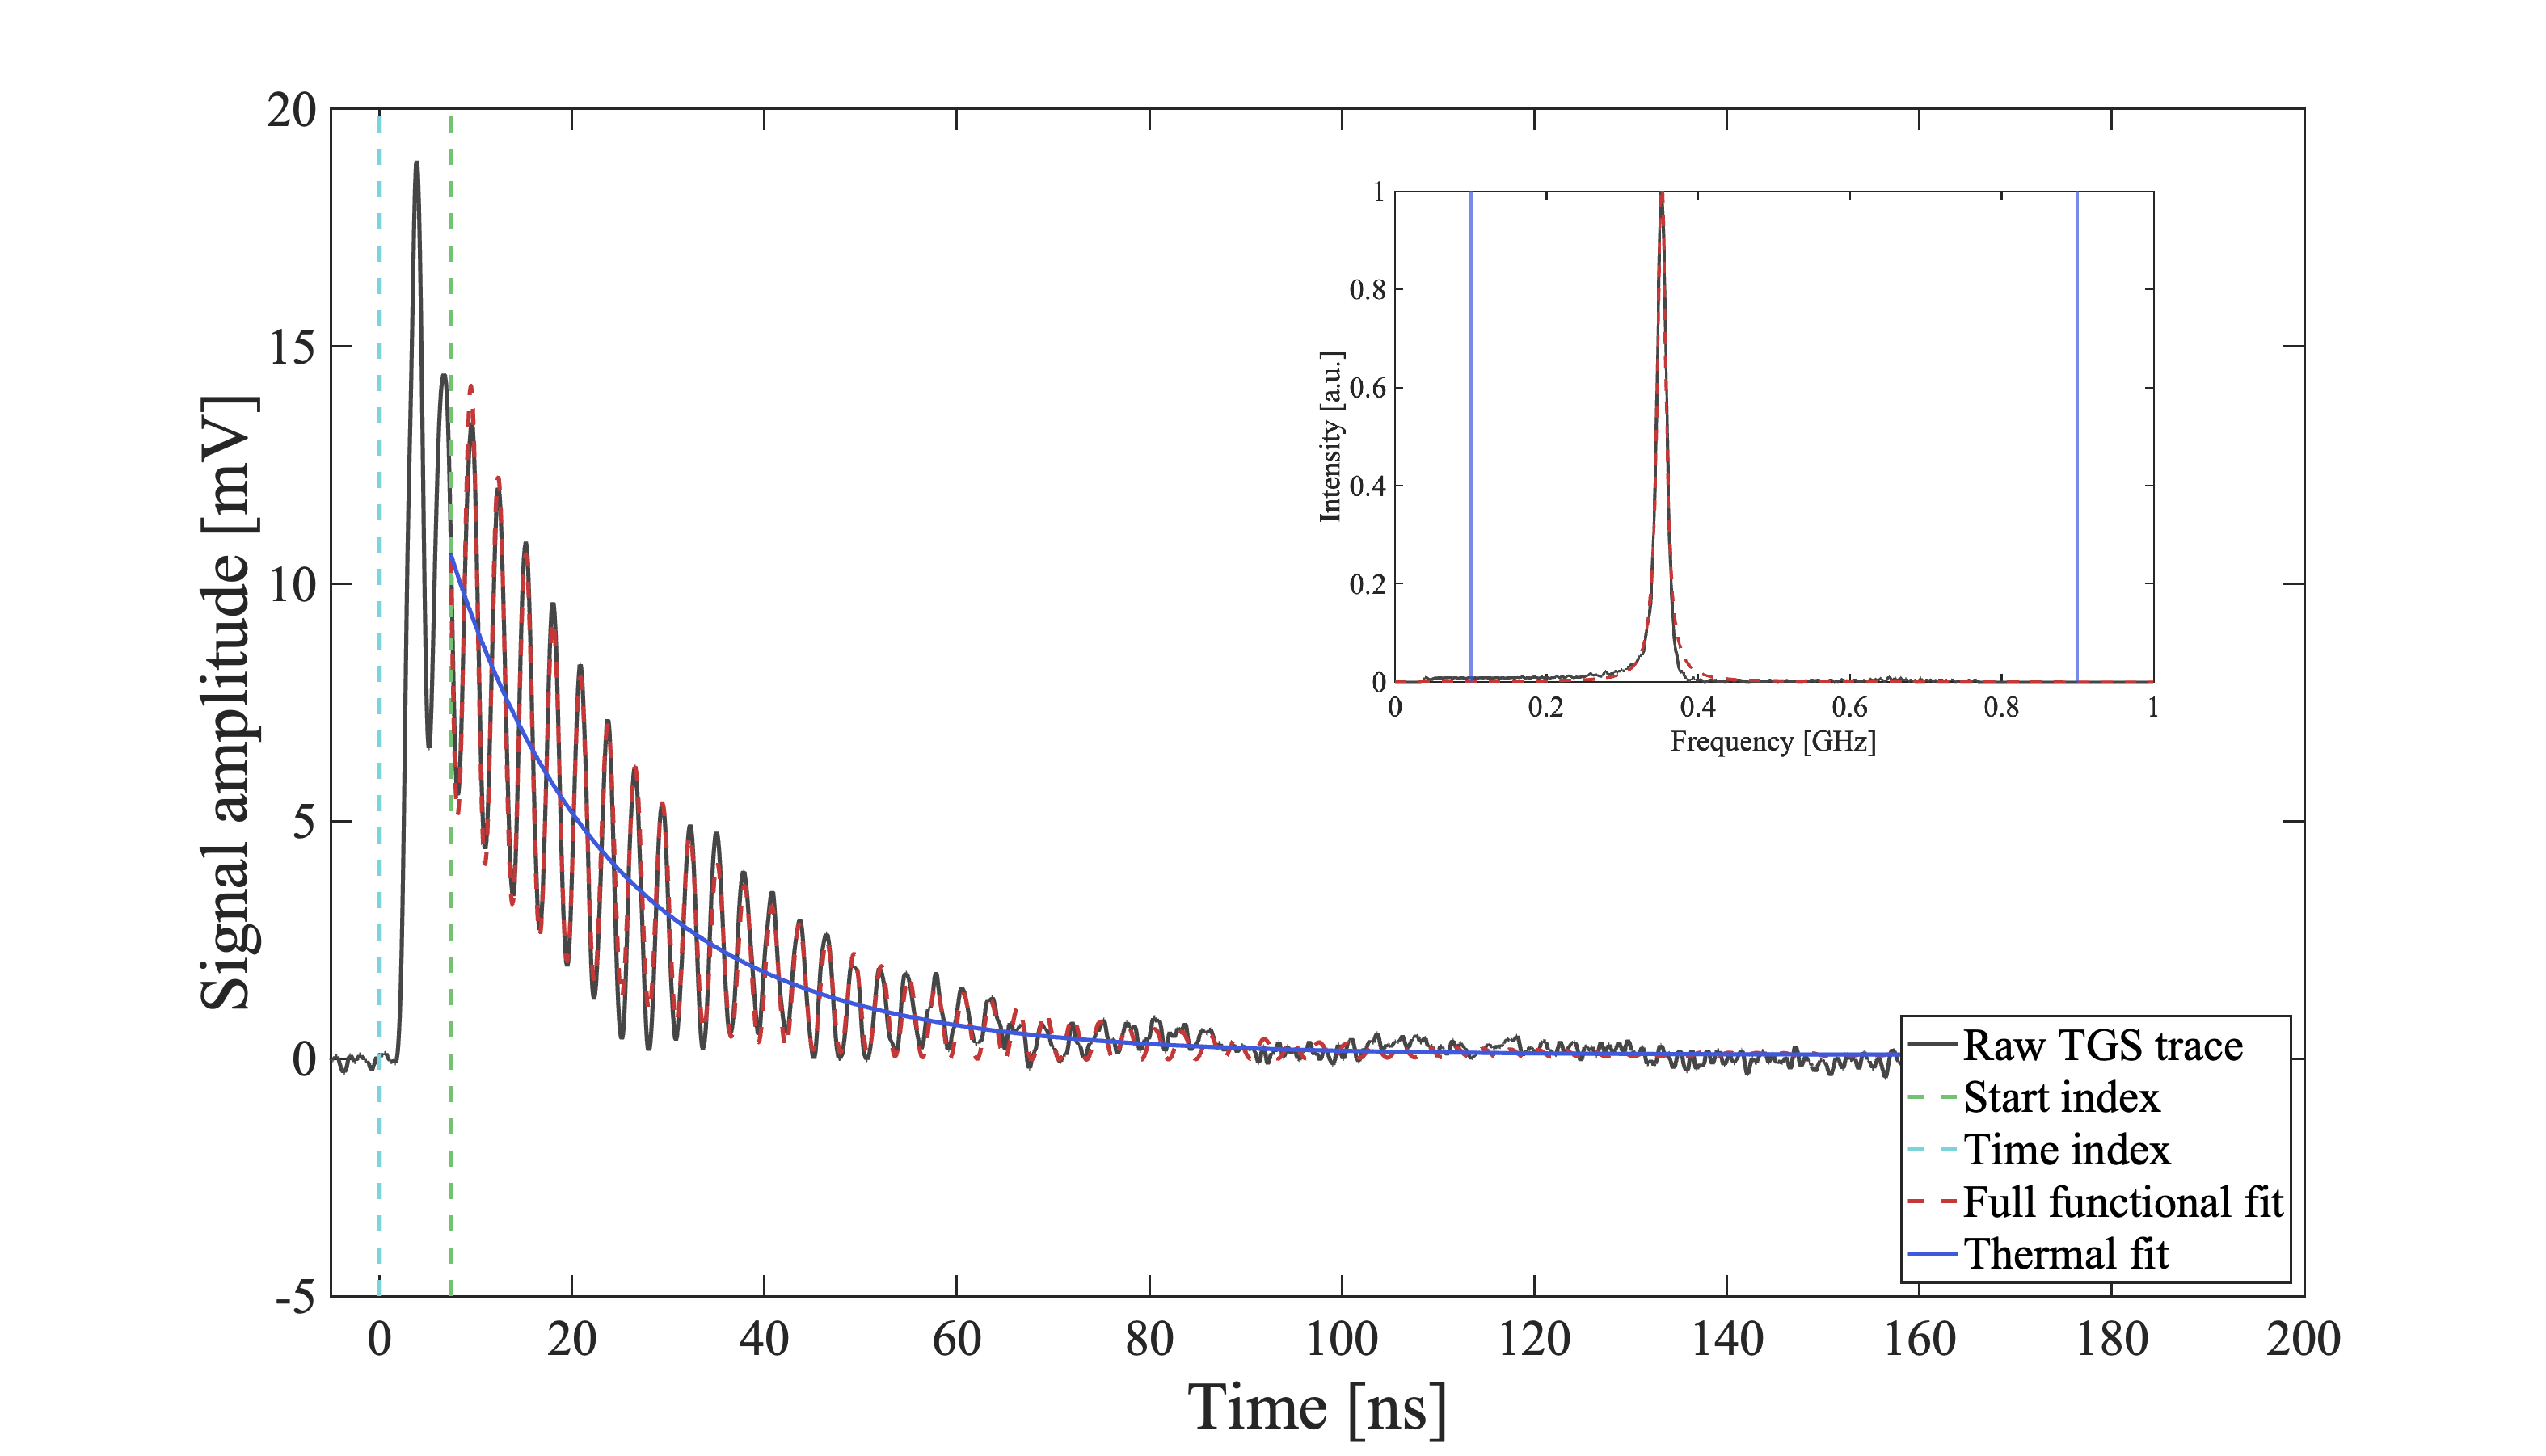 Signal amplitude [mV]
20
15
10
5
0
-5
0 20 40 60 80 100 120 140 160 180 200
Time [ns]
Intensity [a.u.]
1
0.8
0.6
0.4
0.2
0
0 0.2 0.4 0.6 0.8 1
Frequency [GHz]
Raw TGS trace
Start index
Time index
Full functional fit
Thermal fit